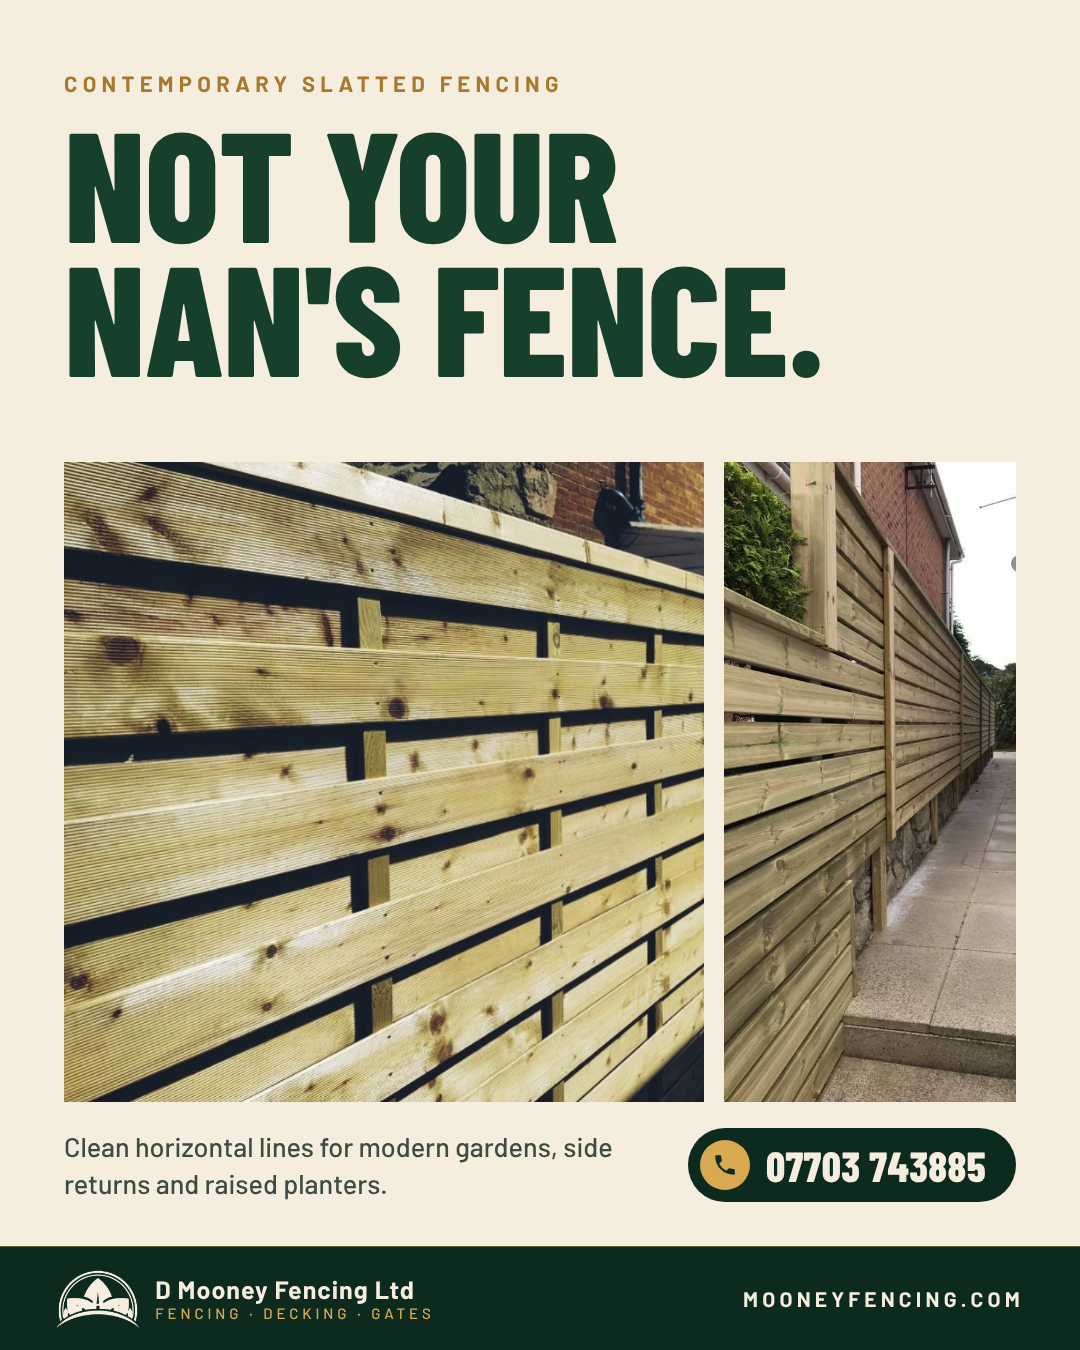 CONTEMPORARY SLATTED FENCING
NOT YOUR
NAN'S FENCE.
Clean horizontal lines for modern gardens, side
returns and raised planters.
07703 743885
D Mooney Fencing Ltd
FENCING · DECKING · GATES
MOONEYFENCING.COM